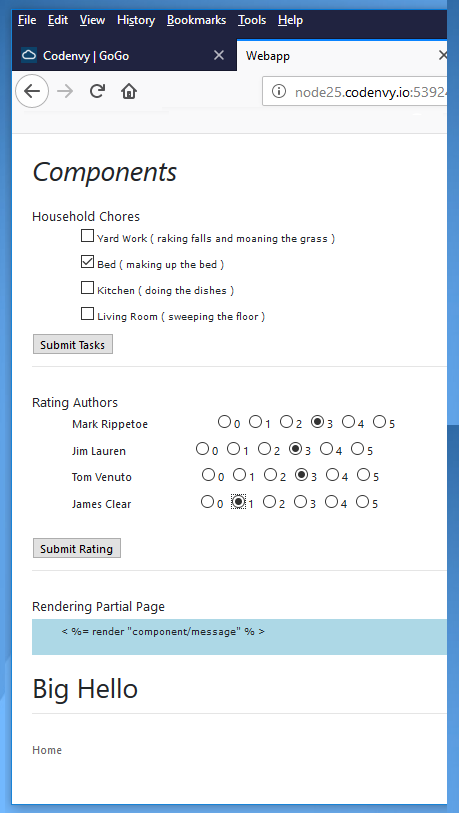 File Edit View History Bookmarks Tools Help
Codenvy | GoGo Webapp
node25.codenvy.io:53924
Components
Household Chores
Yard Work ( raking falls and moaning the grass )
Bed ( making up the bed )
Kitchen ( doing the dishes )
Living Room ( sweeping the floor )
Submit Tasks
Rating Authors
Mark Rippetoe 0 1 2 3 4 5
Jim Lauren 0 1 2 3 4 5
Tom Venuto 0 1 2 3 4 5
James Clear 0 1 2 3 4 5
Submit Rating
Rendering Partial Page
< %= render "component/message" % >
Big Hello
Home